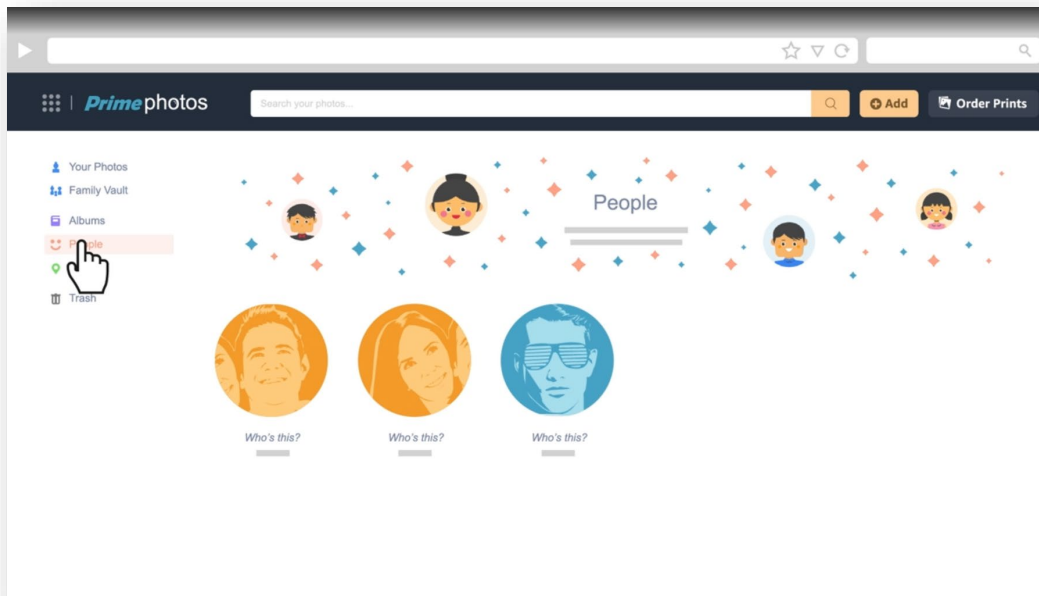 Prime photos
Search your photos...
Add
Order Prints
Your Photos
Family Vault
Albums
People
Trash
People
Who's this?
Who's this?
Who's this?